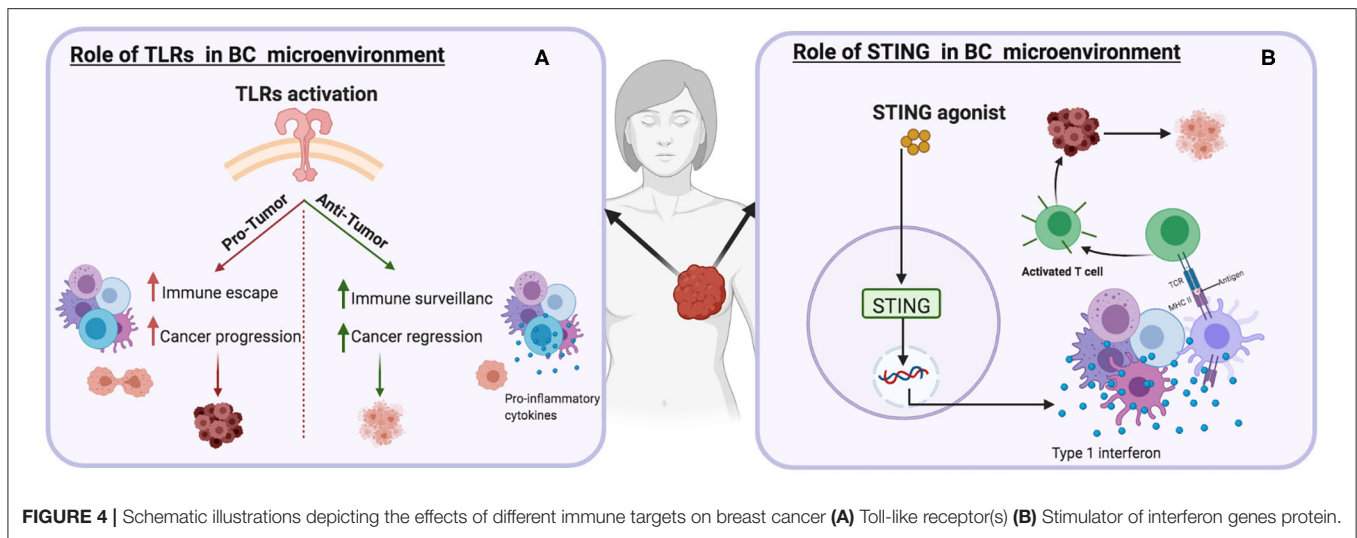 Role of TLRs in BC microenvironment
A
TLRs activation
Pro-Tumor
Anti-Tumor
Immune escape
Cancer progression
Immune surveillanc
Cancer regression
Pro-inflammatory
cytokines
Role of STING in BC microenvironment
B
STING agonist
STING
Activated T cell
TCR
MHC II
Antigen
Type 1 interferon
FIGURE 4 | Schematic illustrations depicting the effects of different immune targets on breast cancer (A) Toll-like receptor(s) (B) Stimulator of interferon genes protein.